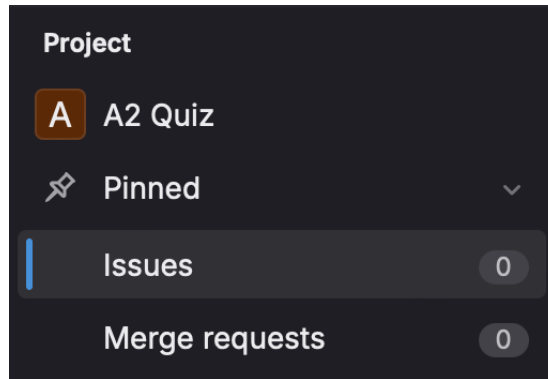 Project
A A2 Quiz
Pinned
Issues 0
Merge requests 0